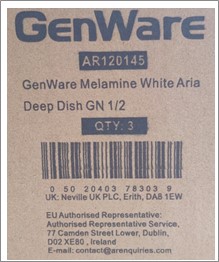 GenWare
AR120145
GenWare Melamine White Aria
Deep Dish GN 1/2
QTY: 3
0 50 20403 78303 9
UK: Neville UK PLC, Erith, DA8 1EW
EU Authorised Representative:
Authorised Representative Service,
77 Camden Street Lower, Dublin,
D02 XE80 , Ireland
E-mail: contact@arenquiries.com